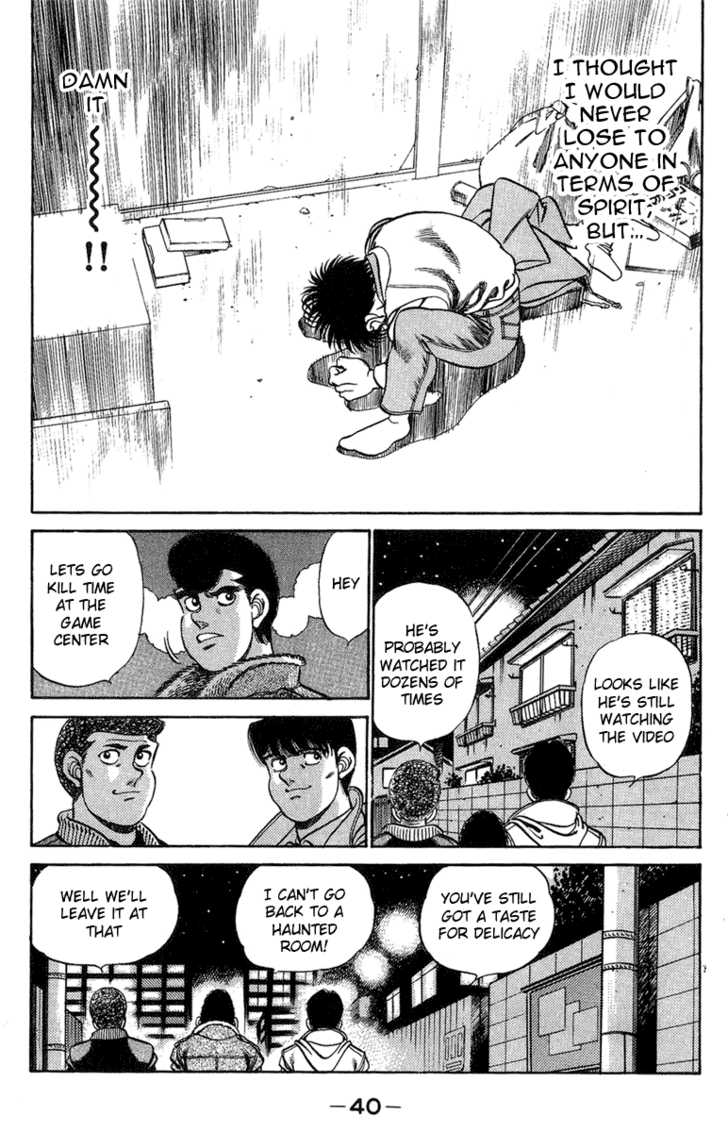 I THOUGHT
I WOULD
NEVER
LOSE TO
ANYONE IN
TERMS OF
SPIRIT,
BUT...
DAMN
IT
!!
LOOKS LIKE
HE'S STILL
WATCHING
THE VIDEO
HE'S
PROBABLY
WATCHED IT
DOZENS OF
TIMES
HEY
LETS GO
KILL TIME
AT THE
GAME
CENTER
YOU'VE STILL
GOT A TASTE
FOR DELICACY
I CAN'T GO
BACK TO A
HAUNTED
ROOM!
WELL WE'LL
LEAVE IT AT
THAT
—40—